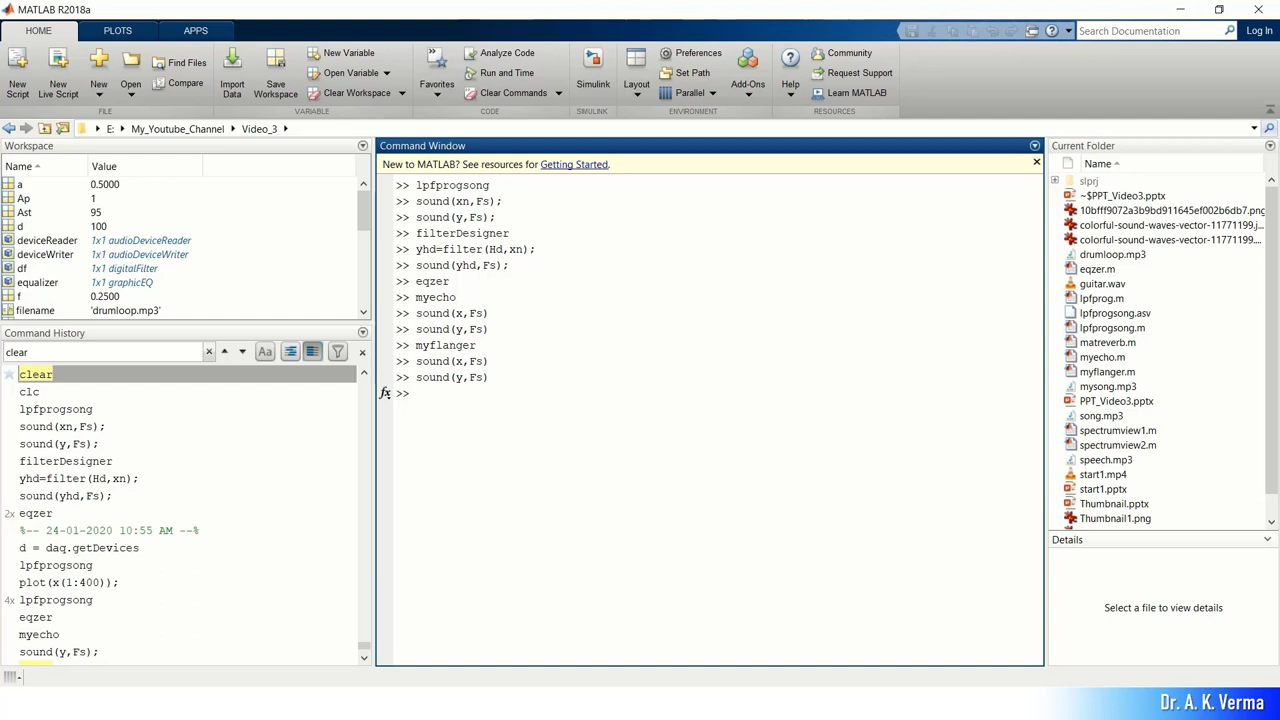 MATLAB R2018a
HOME PLOTS APPS
Search Documentation Log In
New Script
New Live Script
New
Open
Find Files
Compare
FILE
Import Data
Save Workspace
New Variable
Open Variable
Clear Workspace
VARIABLE
Favorites
Analyze Code
Run and Time
Clear Commands
CODE
Simulink
SIMULINK
Layout
Preferences
Set Path
Parallel
Add-Ons
ENVIRONMENT
Help
Community
Request Support
Learn MATLAB
RESOURCES
E: My_Youtube_Channel Video_3
Workspace
Name Value
a 0.5000
Ap 1
Ast 95
d 100
deviceReader 1x1 audioDeviceReader
deviceWriter 1x1 audioDeviceWriter
df 1x1 digitalFilter
equalizer 1x1 graphicEQ
f 0.2500
filename 'drumloop.mp3'
Command History
clear Aa
clear
clc
lpfprogsong
sound(xn,Fs);
sound(y,Fs);
filterDesigner
yhd=filter(Hd,xn);
sound(yhd,Fs);
2x eqzer
%-- 24-01-2020 10:55 AM --%
d = daq.getDevices
lpfprogsong
plot(x(1:400));
4x lpfprogsong
eqzer
myecho
sound(y,Fs);
Command Window
New to MATLAB? See resources for Getting Started.
>> lpfprogsong
>> sound(xn,Fs);
>> sound(y,Fs);
>> filterDesigner
>> yhd=filter(Hd,xn);
>> sound(yhd,Fs);
>> eqzer
>> myecho
>> sound(x,Fs)
>> sound(y,Fs)
>> myflanger
>> sound(x,Fs)
>> sound(y,Fs)
fx >>
Current Folder
Name
slprj
~$PPT_Video3.pptx
10bfff9072a3b9bd911645ef002b6db7.png
colorful-sound-waves-vector-11771199.j...
colorful-sound-waves-vector-11771199....
drumloop.mp3
eqzer.m
guitar.wav
lpfprog.m
lpfprogsong.asv
lpfprogsong.m
matreverb.m
myecho.m
myflanger.m
mysong.mp3
PPT_Video3.pptx
song.mp3
spectrumview1.m
spectrumview2.m
speech.mp3
start1.mp4
start1.pptx
Thumbnail.pptx
Thumbnail1.png
Details
Select a file to view details
Dr. A. K. Verma